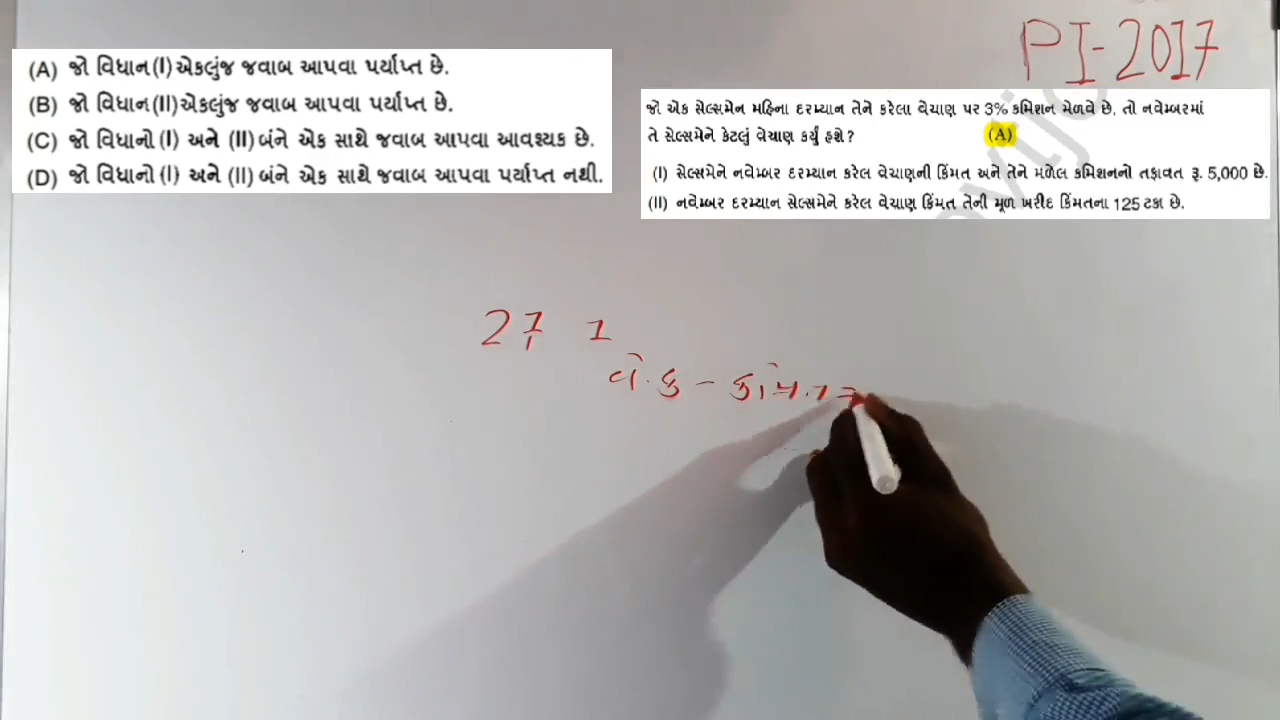 PI-2017
(A) જો વિધાન (I) એકલુંજ જવાબ આપવા પર્યાપ્ત છે.
(B) જો વિધાન (II) એકલુંજ જવાબ આપવા પર્યાપ્ત છે.
(C) જો વિધાનો (I) અને (II) બંને એક સાથે જવાબ આપવા આવશ્યક છે.
(D) જો વિધાનો (I) અને (II) બંને એક સાથે જવાબ આપવા પર્યાપ્ત નથી.
જો એક સેલ્સમેન મહિના દરમ્યાન તેને કરેલા વેચાણ પર 3% કમિશન મેળવે છે, તો નવેમ્બરમાં
તે સેલ્સમેને કેટલું વેચાણ કર્યું હશે ? (A)
(I) સેલ્સમેને નવેમ્બર દરમ્યાન કરેલ વેચાણની કિંમત અને તેને મળેલ કમિશનનો તફાવત રૂ. 5,000 છે.
(II) નવેમ્બર દરમ્યાન સેલ્સમેને કરેલ વેચાણ કિંમત તેની મૂળ ખરીદ કિંમતના 125 ટકા છે.
વે.કિ -